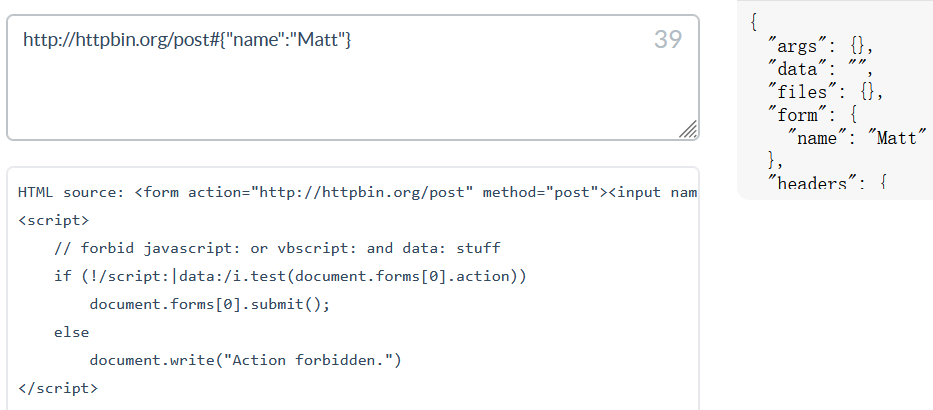 http://httpbin.org/post#{"name":"Matt"}
39
HTML source: <form action="http://httpbin.org/post" method="post"><input nam
<script>
// forbid javascript: or vbscript: and data: stuff
if (!/script:|data:/i.test(document.forms[0].action))
document.forms[0].submit();
else
document.write("Action forbidden.")
</script>
{
"args": {},
"data": "",
"files": {},
"form": {
"name": "Matt"
},
"headers": {